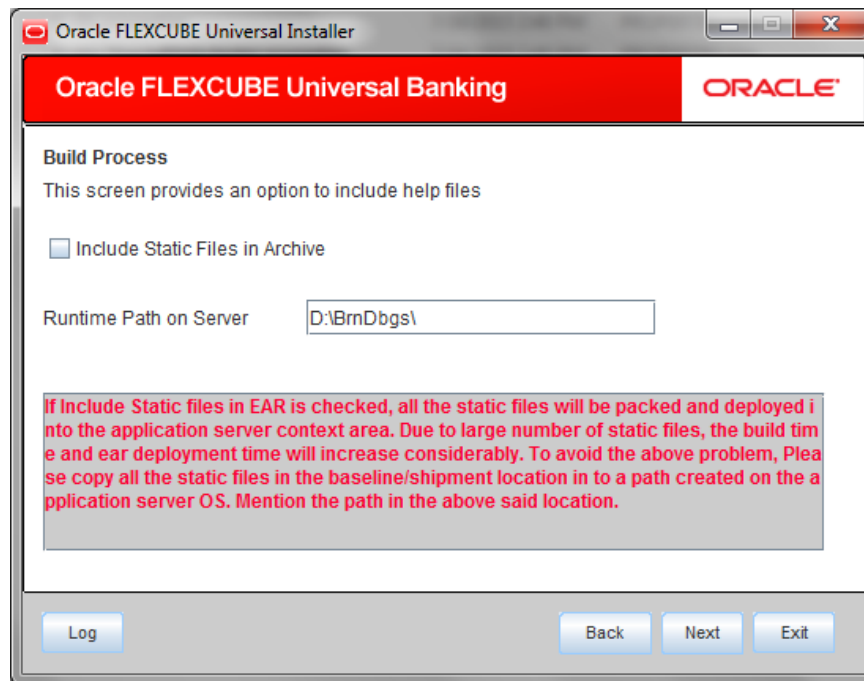 Oracle FLEXCUBE Universal Installer
Oracle FLEXCUBE Universal Banking
ORACLE
Build Process
This screen provides an option to include help files
Include Static Files in Archive
Runtime Path on Server
D:\BrnDbgs\
If Include Static files in EAR is checked, all the static files will be packed and deployed i
nto the application server context area. Due to large number of static files, the build tim
e and ear deployment time will increase considerably. To avoid the above problem, Plea
se copy all the static files in the baseline/shipment location in to a path created on the a
pplication server OS. Mention the path in the above said location.
Log
Back
Next
Exit